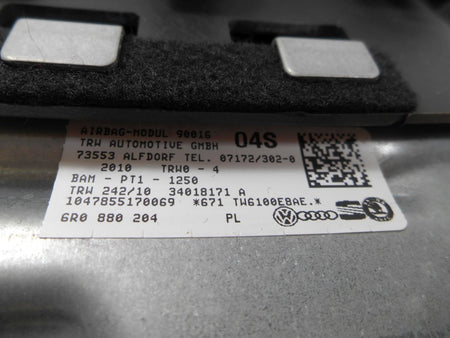 AIRBAG-MODUL 90016 04S
TRW AUTOMOTIVE GMBH
73553 ALFDORF TEL. 07172/302-0
2010 TRW0 - 4
BAM - PT1 - 1250
TRW 242/10 34018171 A
1047855170069 *671 TW6100E8AE.*
6R0 880 204 PL